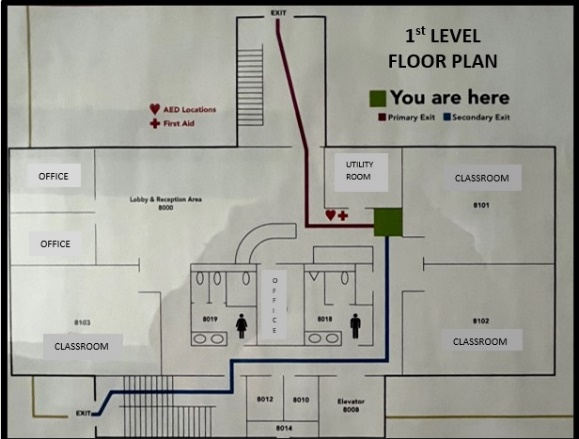 EXIT
1st LEVEL
FLOOR PLAN
You are here
Primary Exit Secondary Exit
AED Locations
First Aid
OFFICE
UTILITY
ROOM
CLASSROOM
Lobby & Reception Area
8000
8101
OFFICE
OFFICE
8103
CLASSROOM
8019
8018
8102
CLASSROOM
8012
8010
Elevator
8008
8014
EXIT